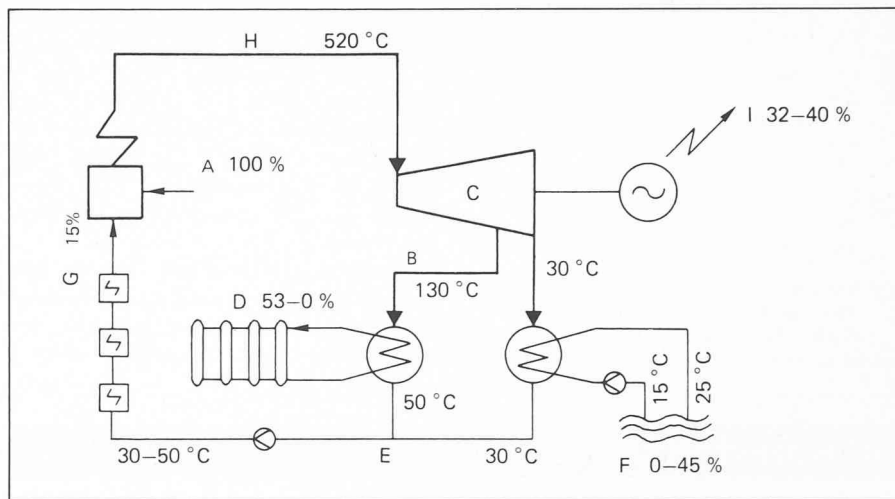 H 520 °C
I 32–40 %
A 100 %
C
15%
B
30 °C
G
130 °C
D 53–0 %
15 °C
25 °C
50 °C
30–50 °C
E
30 °C
F 0–45 %